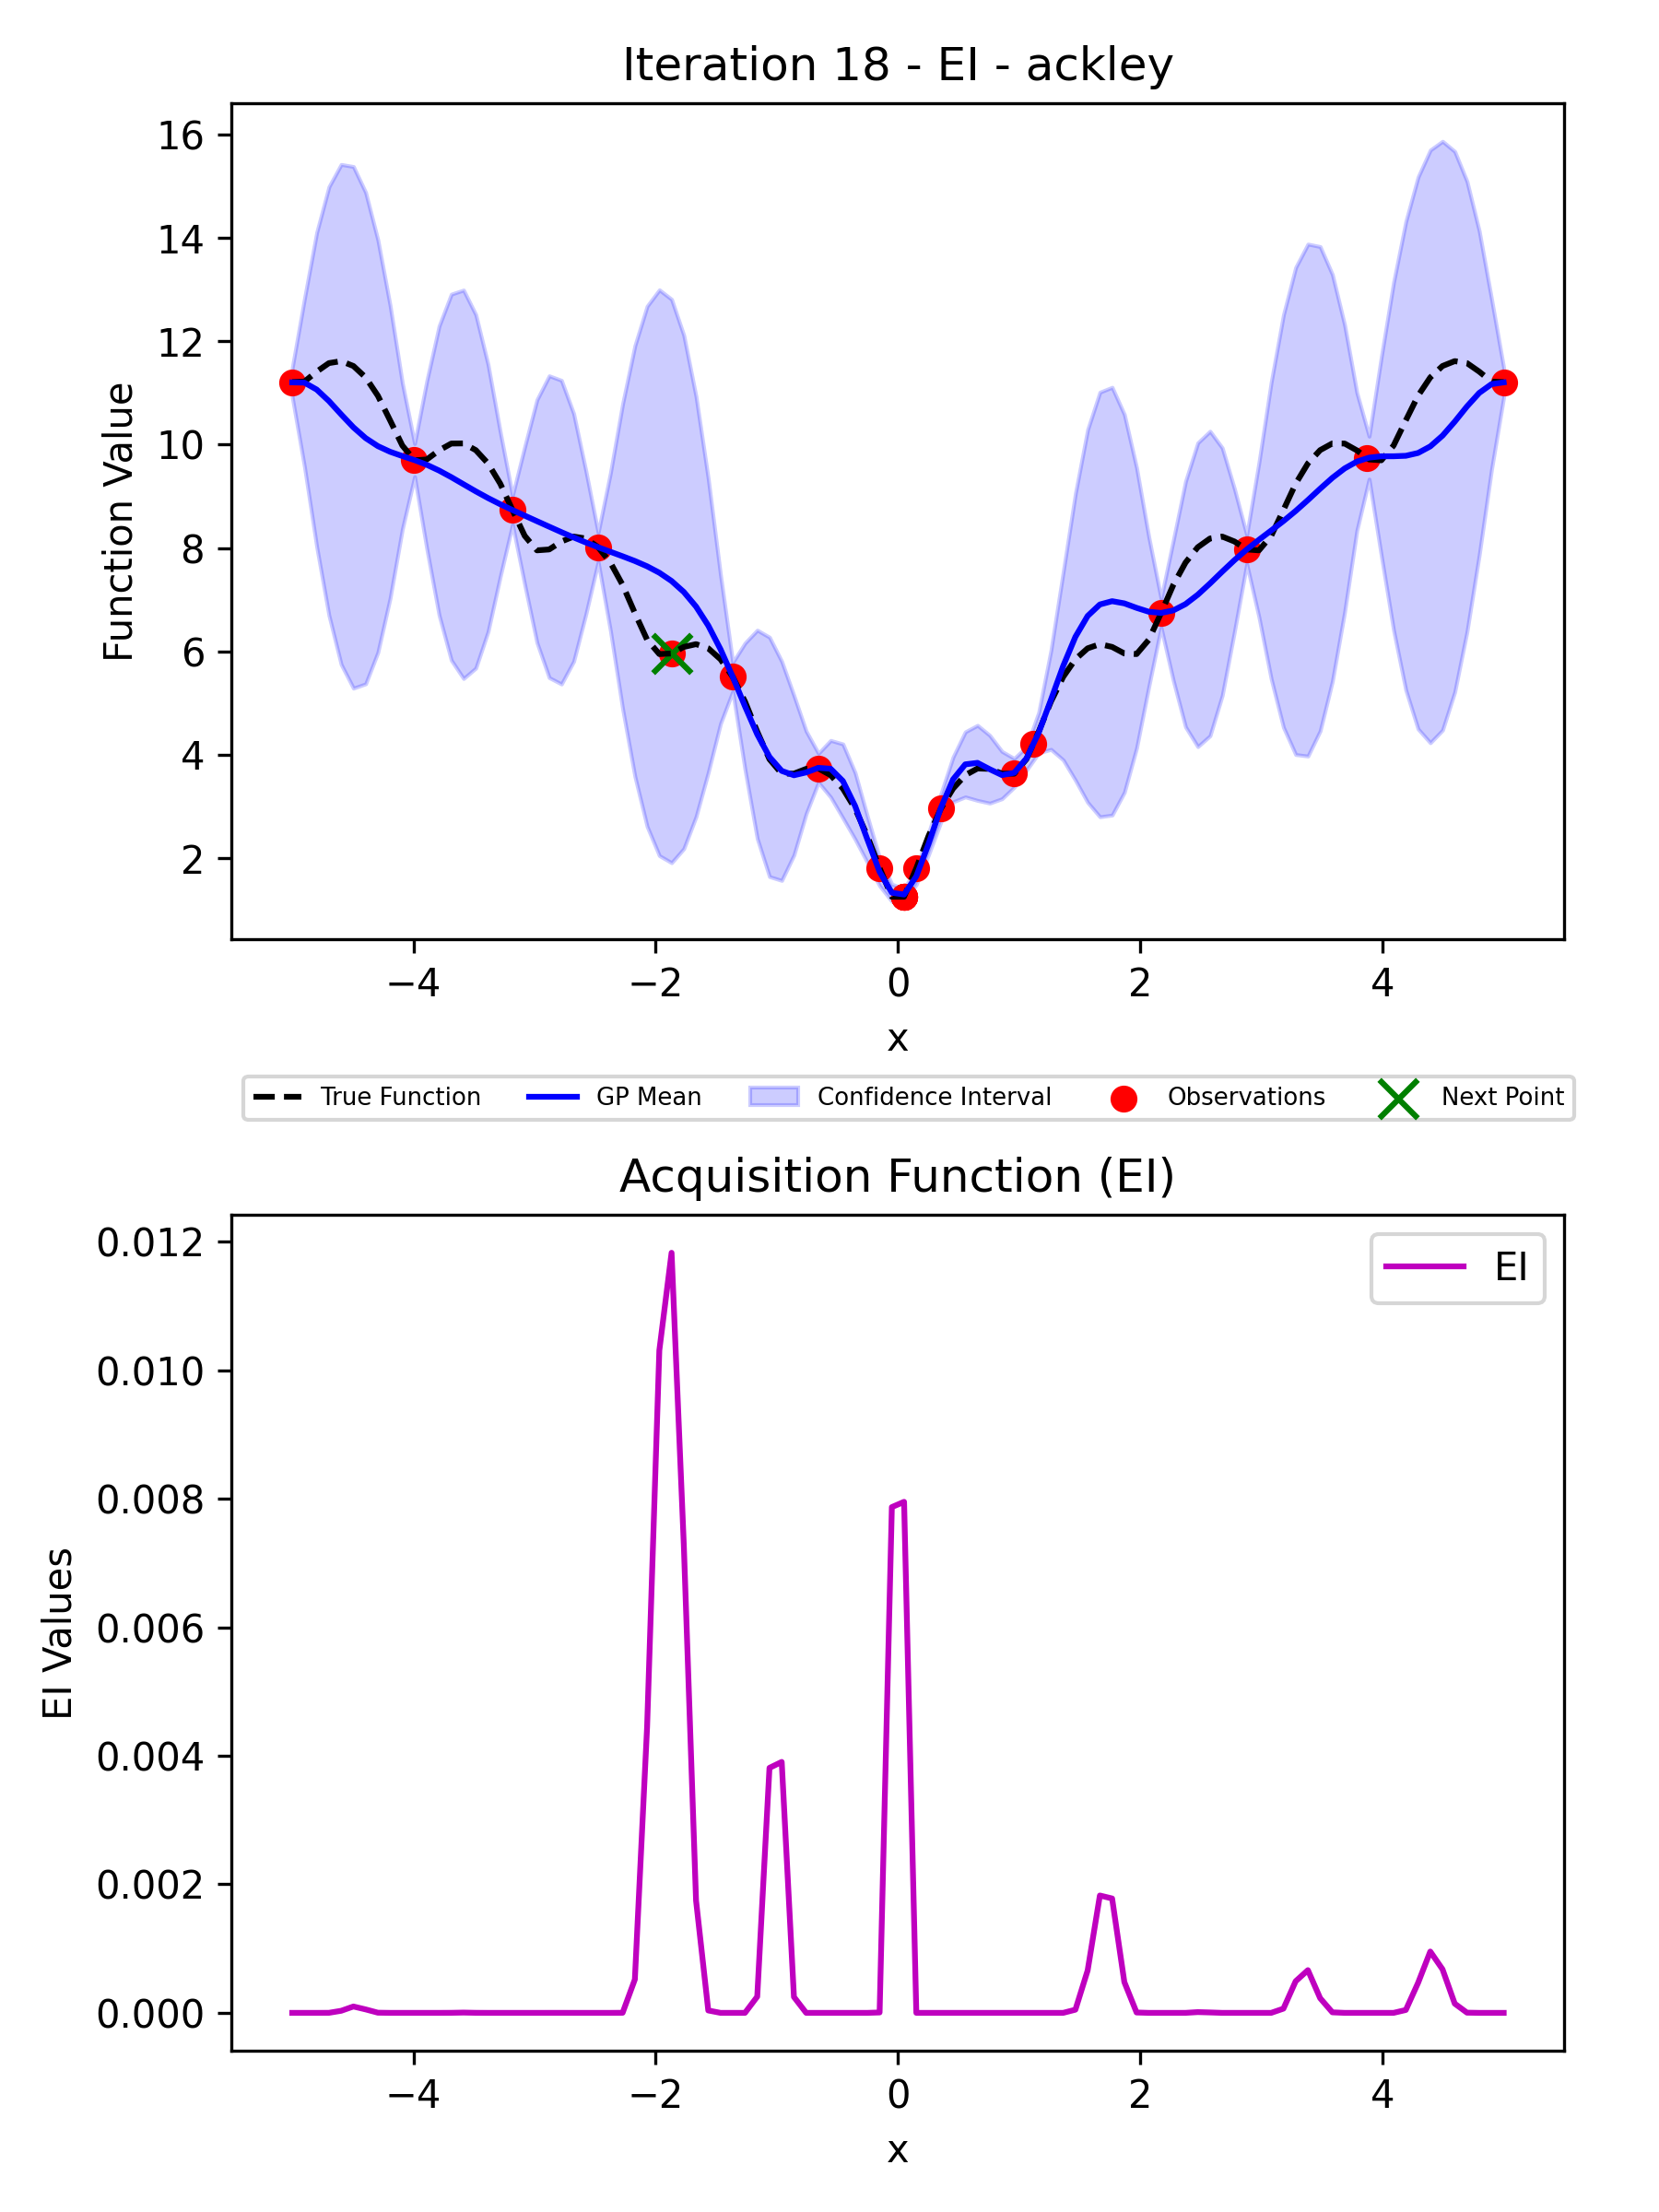 Iteration 18 - EI - ackley
Function Value
16
14
12
10
8
6
4
2
−4 −2 0 2 4
x
True Function GP Mean Confidence Interval Observations Next Point
Acquisition Function (EI)
EI Values
0.012
0.010
0.008
0.006
0.004
0.002
0.000
EI
−4 −2 0 2 4
x